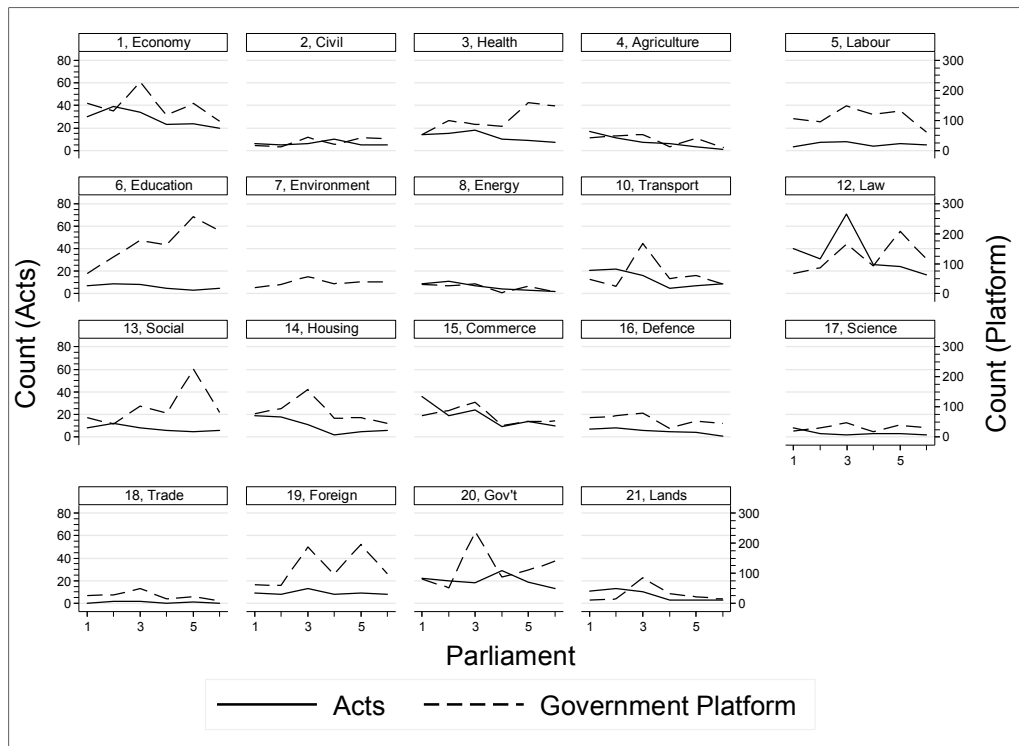 1, Economy
2, Civil
3, Health
4, Agriculture
5, Labour
80
60
40
20
0
300
200
100
0
6, Education
7, Environment
8, Energy
10, Transport
12, Law
80
60
40
20
0
300
200
100
0
13, Social
14, Housing
15, Commerce
16, Defence
17, Science
80
60
40
20
0
300
200
100
0
1 3 5
18, Trade
19, Foreign
20, Gov't
21, Lands
80
60
40
20
0
300
200
100
0
1 3 5 1 3 5 1 3 5 1 3 5
Count (Acts)
Count (Platform)
Parliament
Acts Government Platform